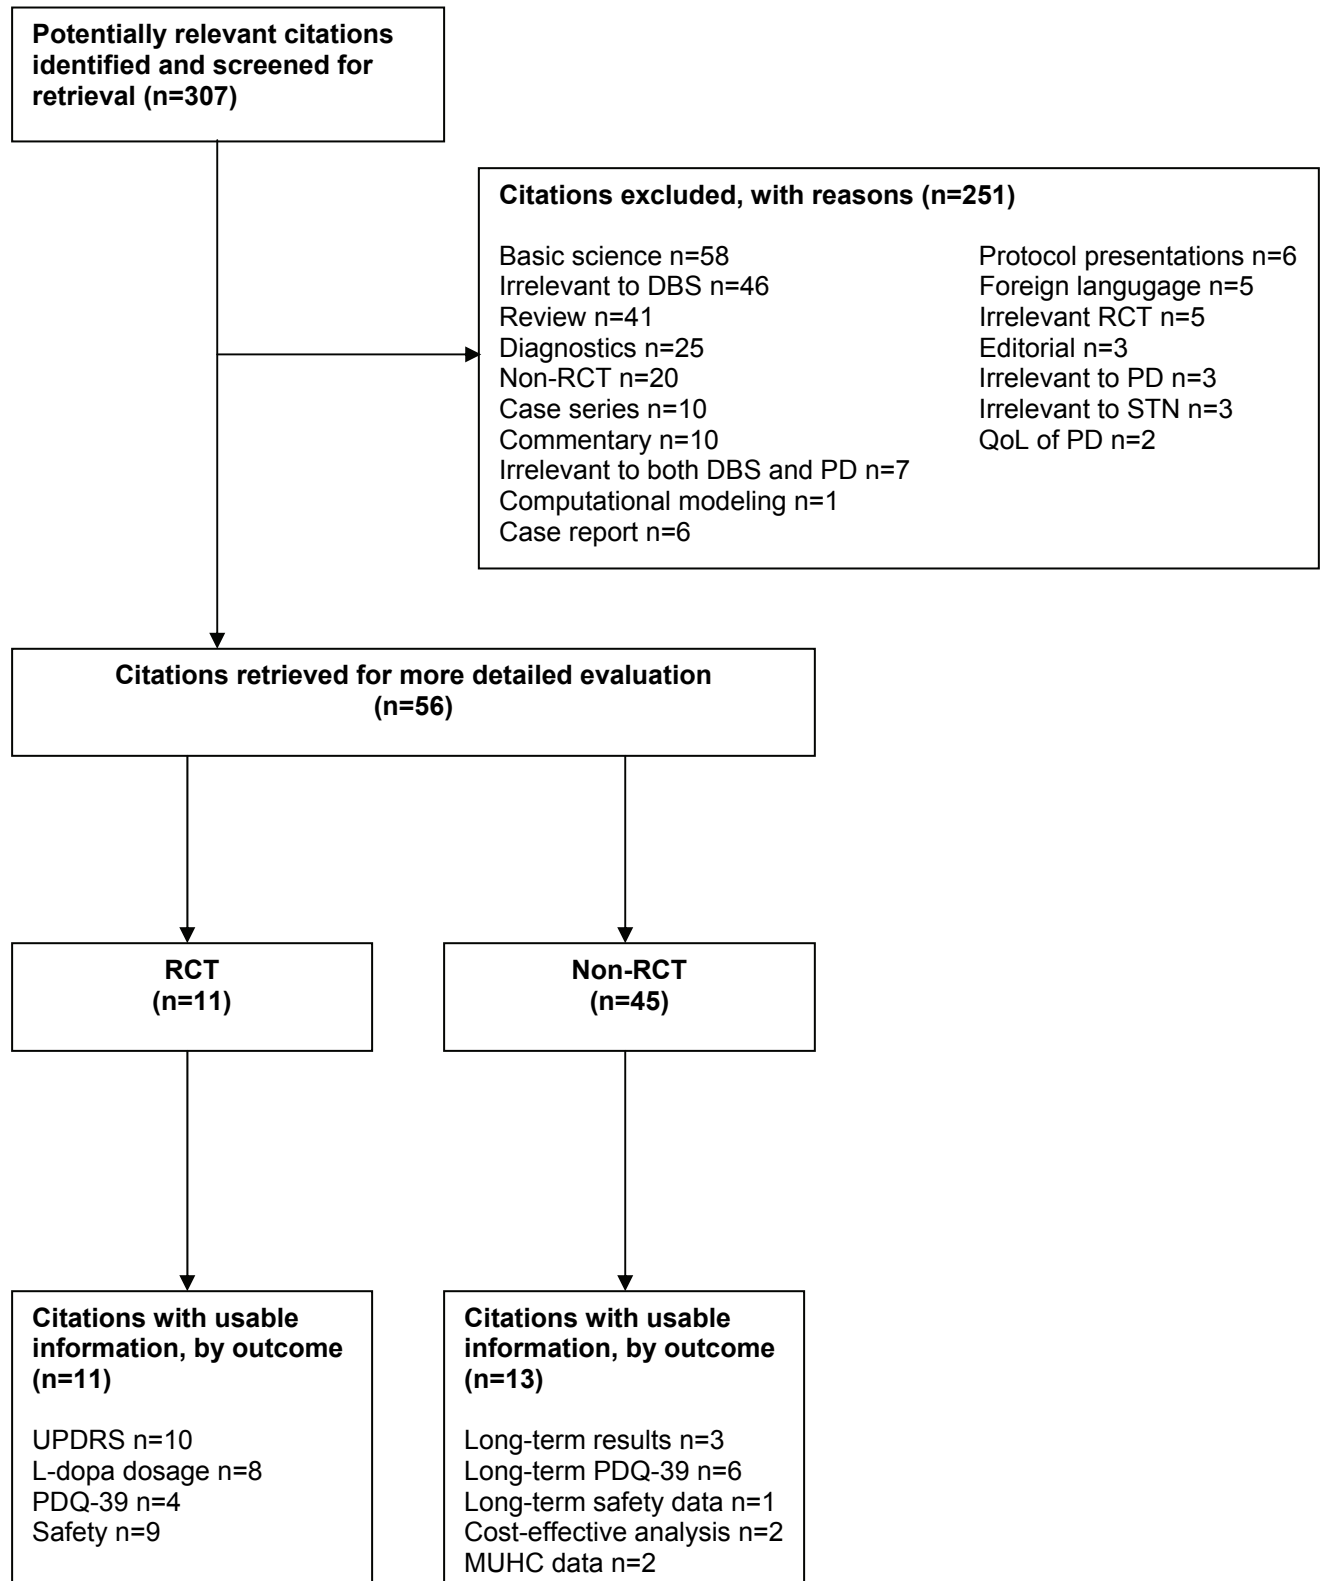 Potentially relevant citations
identified and screened for
retrieval (n=307)
Citations excluded, with reasons (n=251)
Basic science n=58
Irrelevant to DBS n=46
Review n=41
Diagnostics n=25
Non-RCT n=20
Case series n=10
Commentary n=10
Irrelevant to both DBS and PD n=7
Computational modeling n=1
Case report n=6
Protocol presentations n=6
Foreign langugage n=5
Irrelevant RCT n=5
Editorial n=3
Irrelevant to PD n=3
Irrelevant to STN n=3
QoL of PD n=2
Citations retrieved for more detailed evaluation
(n=56)
RCT
(n=11)
Non-RCT
(n=45)
Citations with usable
information, by outcome
(n=11)
UPDRS n=10
L-dopa dosage n=8
PDQ-39 n=4
Safety n=9
Citations with usable
information, by outcome
(n=13)
Long-term results n=3
Long-term PDQ-39 n=6
Long-term safety data n=1
Cost-effective analysis n=2
MUHC data n=2